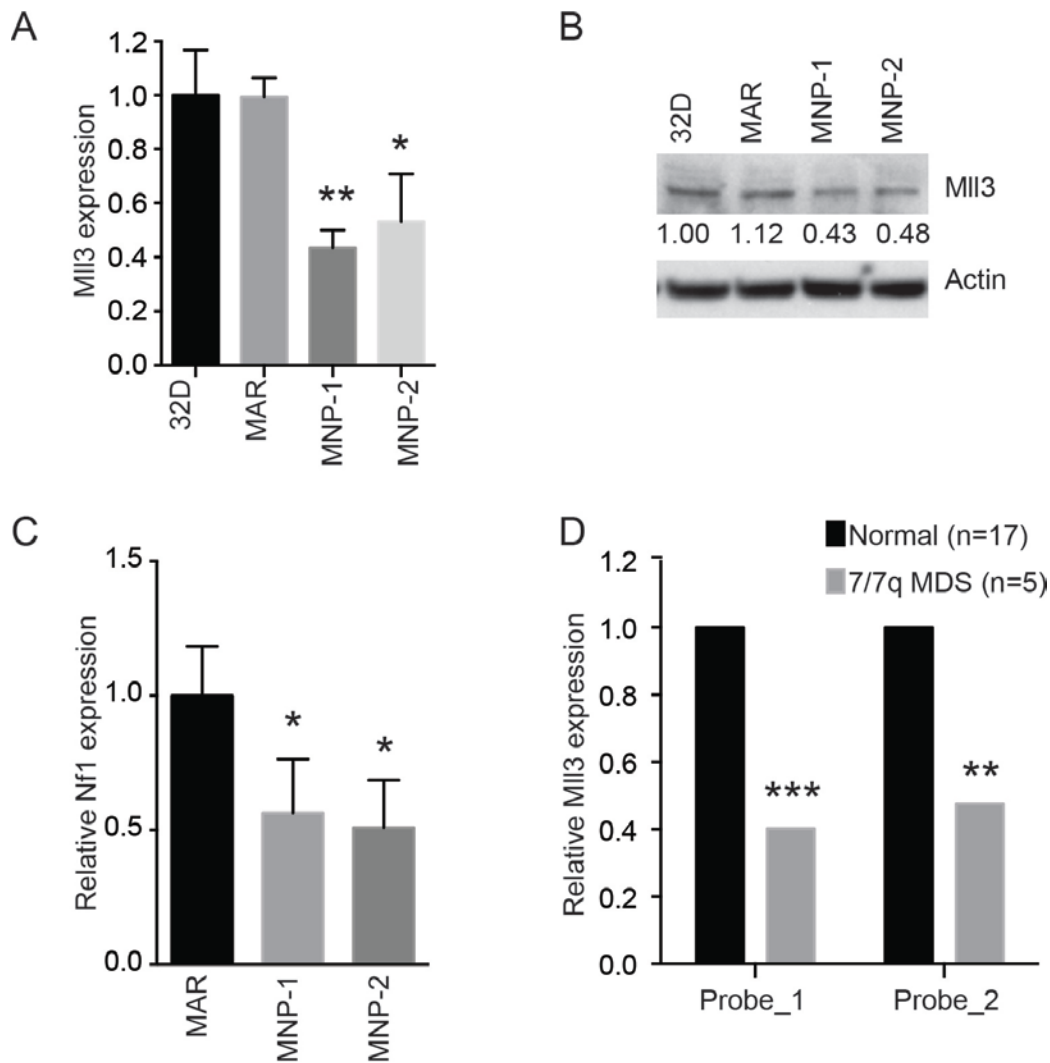 A
Mll3 expression
1.2
1.0
0.8
0.6
0.4
0.2
0.0
**
*
32D
MAR
MNP-1
MNP-2
B
32D
MAR
MNP-1
MNP-2
Mll3
1.00 1.12 0.43 0.48
Actin
C
Relative Nf1 expression
1.5
1.0
0.5
0.0
*
*
MAR
MNP-1
MNP-2
D
Normal (n=17)
7/7q MDS (n=5)
Relative Mll3 expression
1.2
1.0
0.8
0.6
0.4
0.2
0.0
***
**
Probe_1
Probe_2